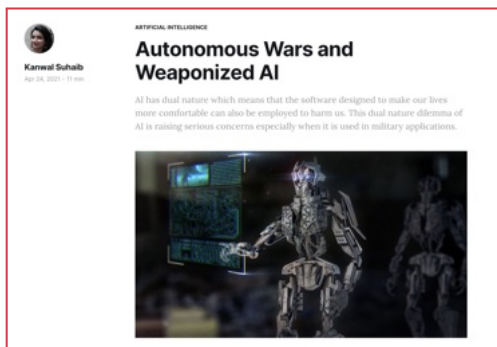 ARTIFICIAL INTELLIGENCE
Autonomous Wars and
Weaponized AI
Kanwal Suhaib
Apr 24, 2021 • 11 min
AI has dual nature which means that the software designed to make our lives
more comfortable can also be employed to harm us. This dual nature dilemma of
AI is raising serious concerns especially when it is used in military applications.